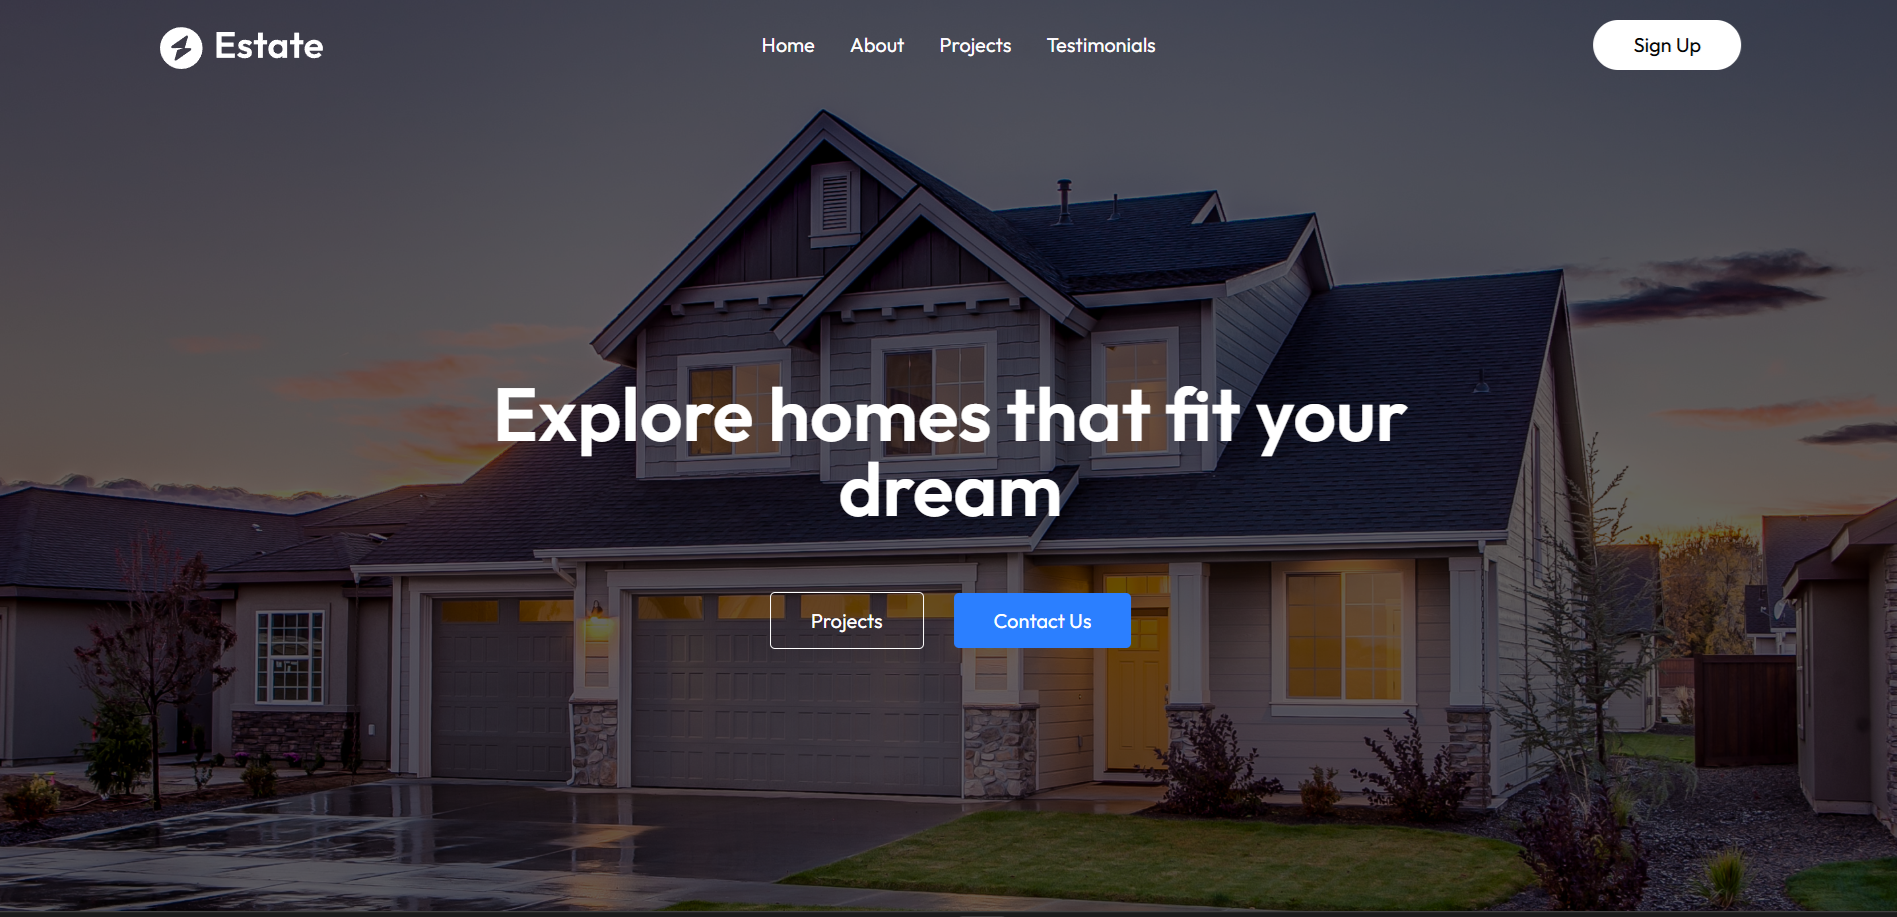 Estate
Home About Projects Testimonials
Sign Up
Explore homes that fit your
dream
Projects
Contact Us